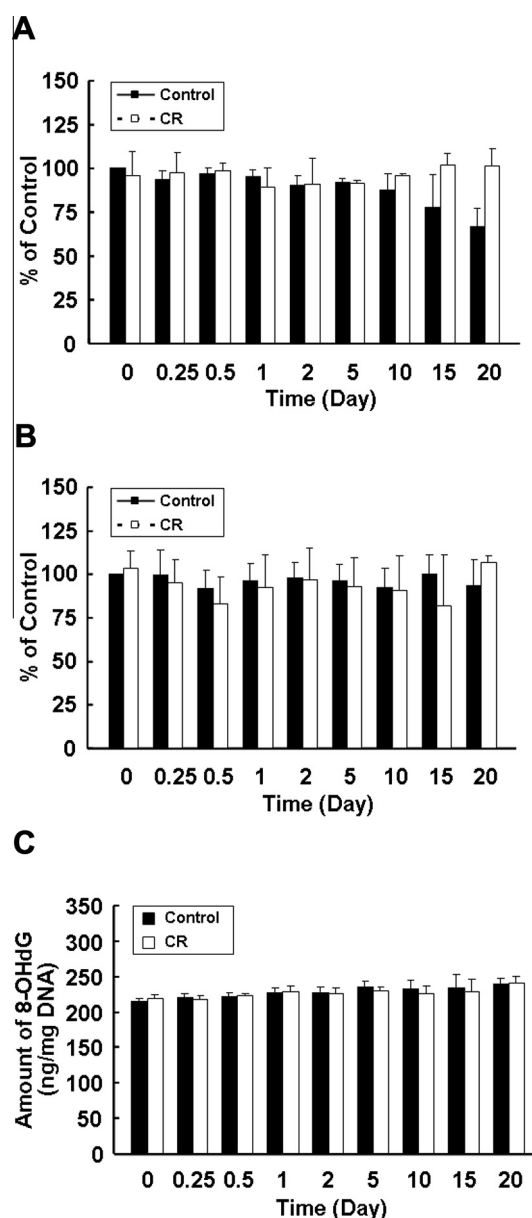 A
150
125
100
75
50
25
0
% of Control
Control
CR
0 0.25 0.5 1 2 5 10 15 20
Time (Day)
B
150
125
100
75
50
25
0
% of Control
Control
CR
0 0.25 0.5 1 2 5 10 15 20
Time (Day)
C
350
300
250
200
150
100
50
0
Amount of 8-OHdG
(ng/mg DNA)
Control
CR
0 0.25 0.5 1 2 5 10 15 20
Time (Day)